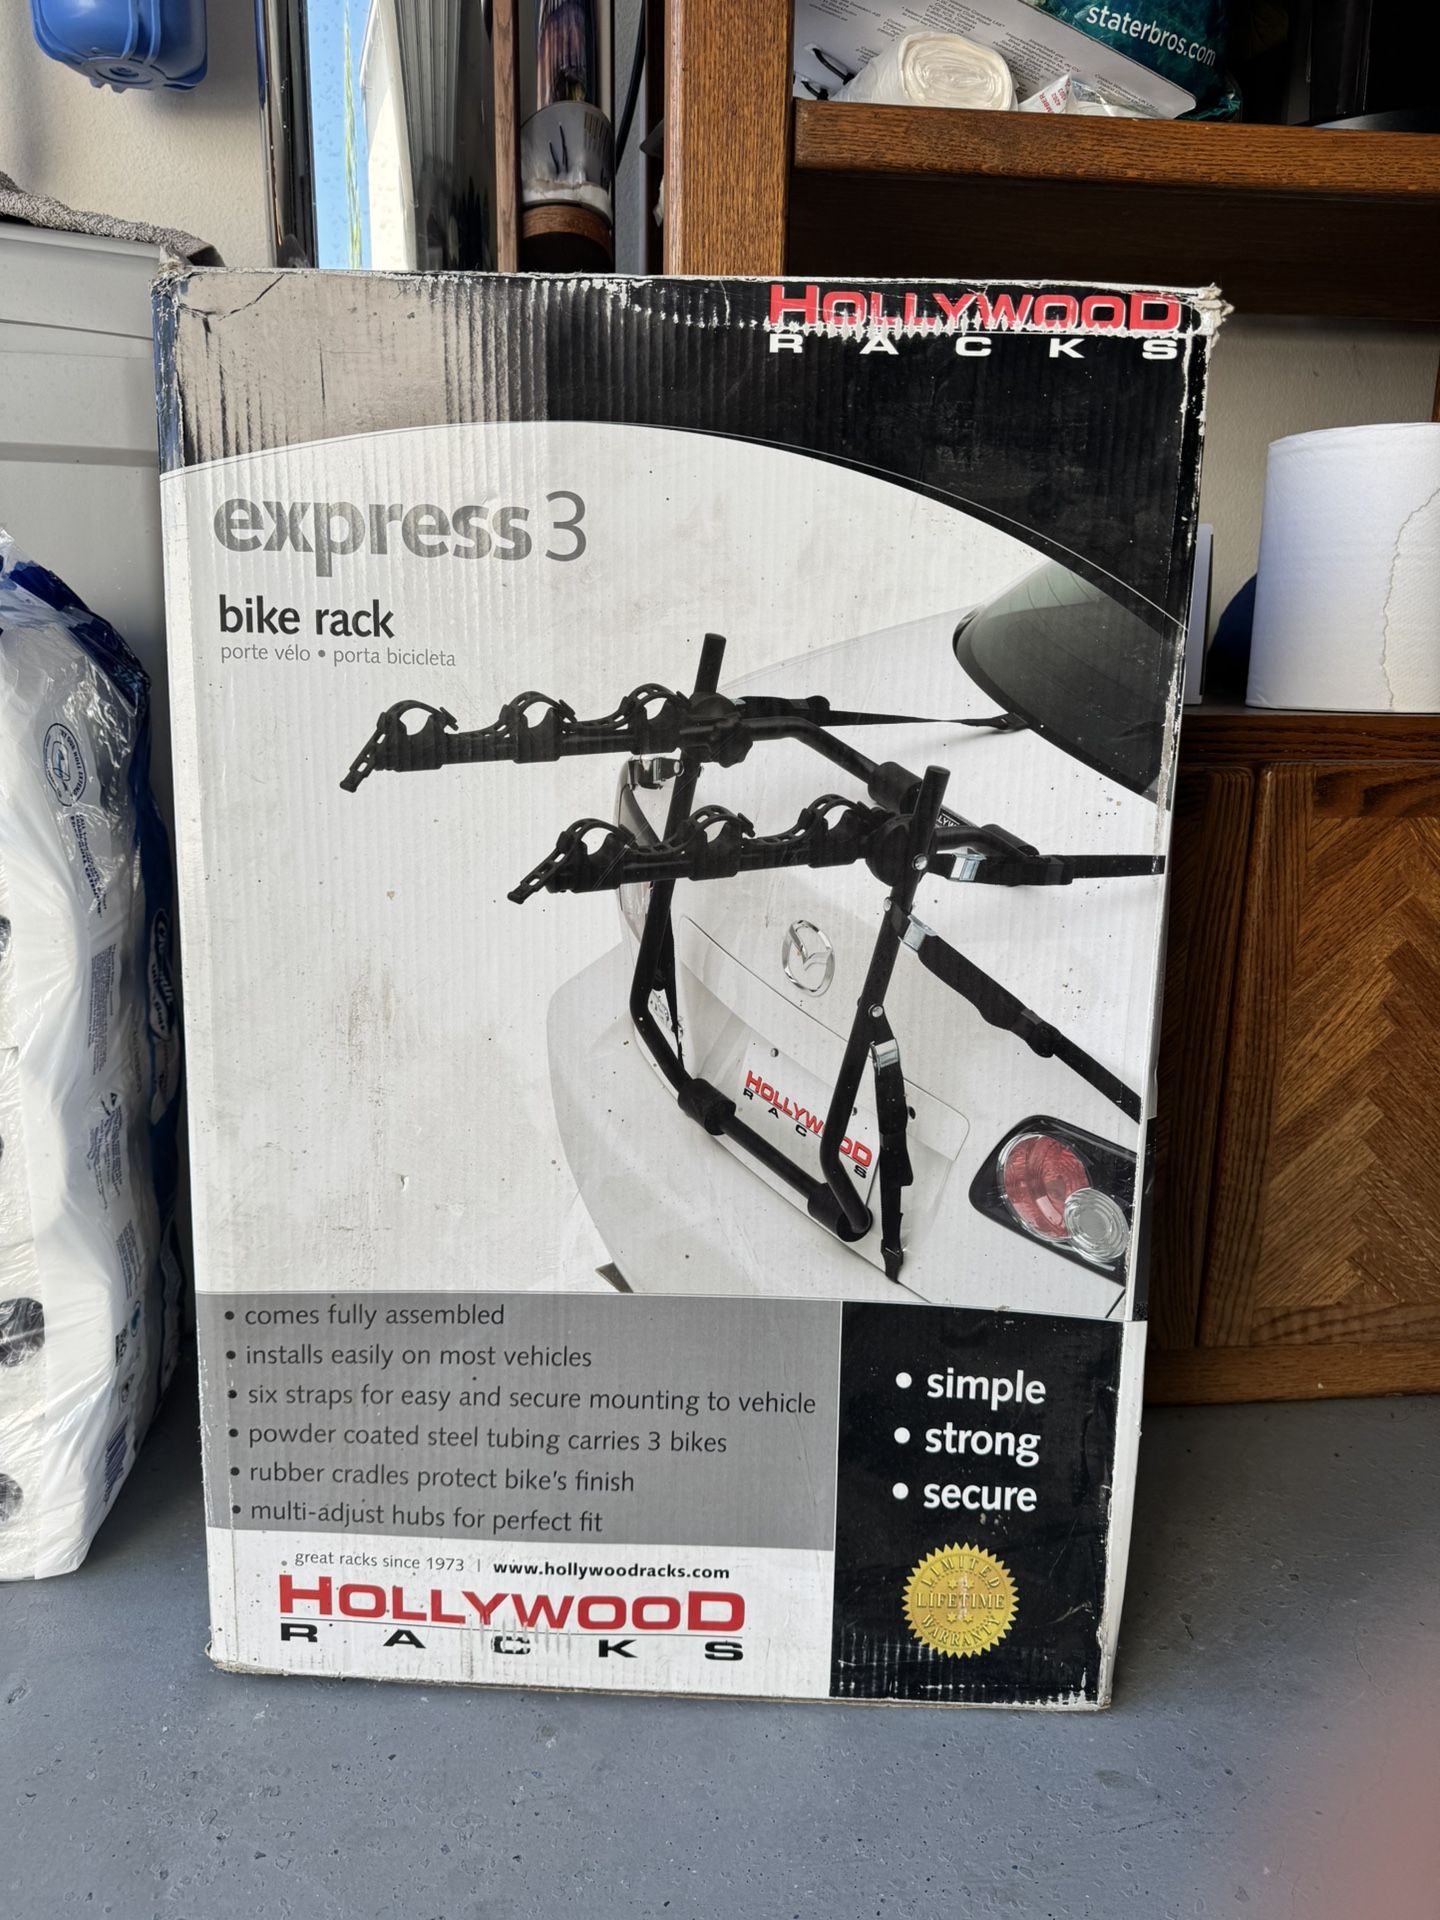 staterbros.com
HOLLYWOOD
RACKS
express 3
bike rack
porte vélo • porta bicicleta
HOLLYWOOD
RACKS
• comes fully assembled
• installs easily on most vehicles
• six straps for easy and secure mounting to vehicle
• powder coated steel tubing carries 3 bikes
• rubber cradles protect bike's finish
• multi-adjust hubs for perfect fit
• simple
• strong
• secure
great racks since 1973 | www.hollywoodracks.com
HOLLYWOOD
RACKS
LIMITED
LIFETIME
WARRANTY